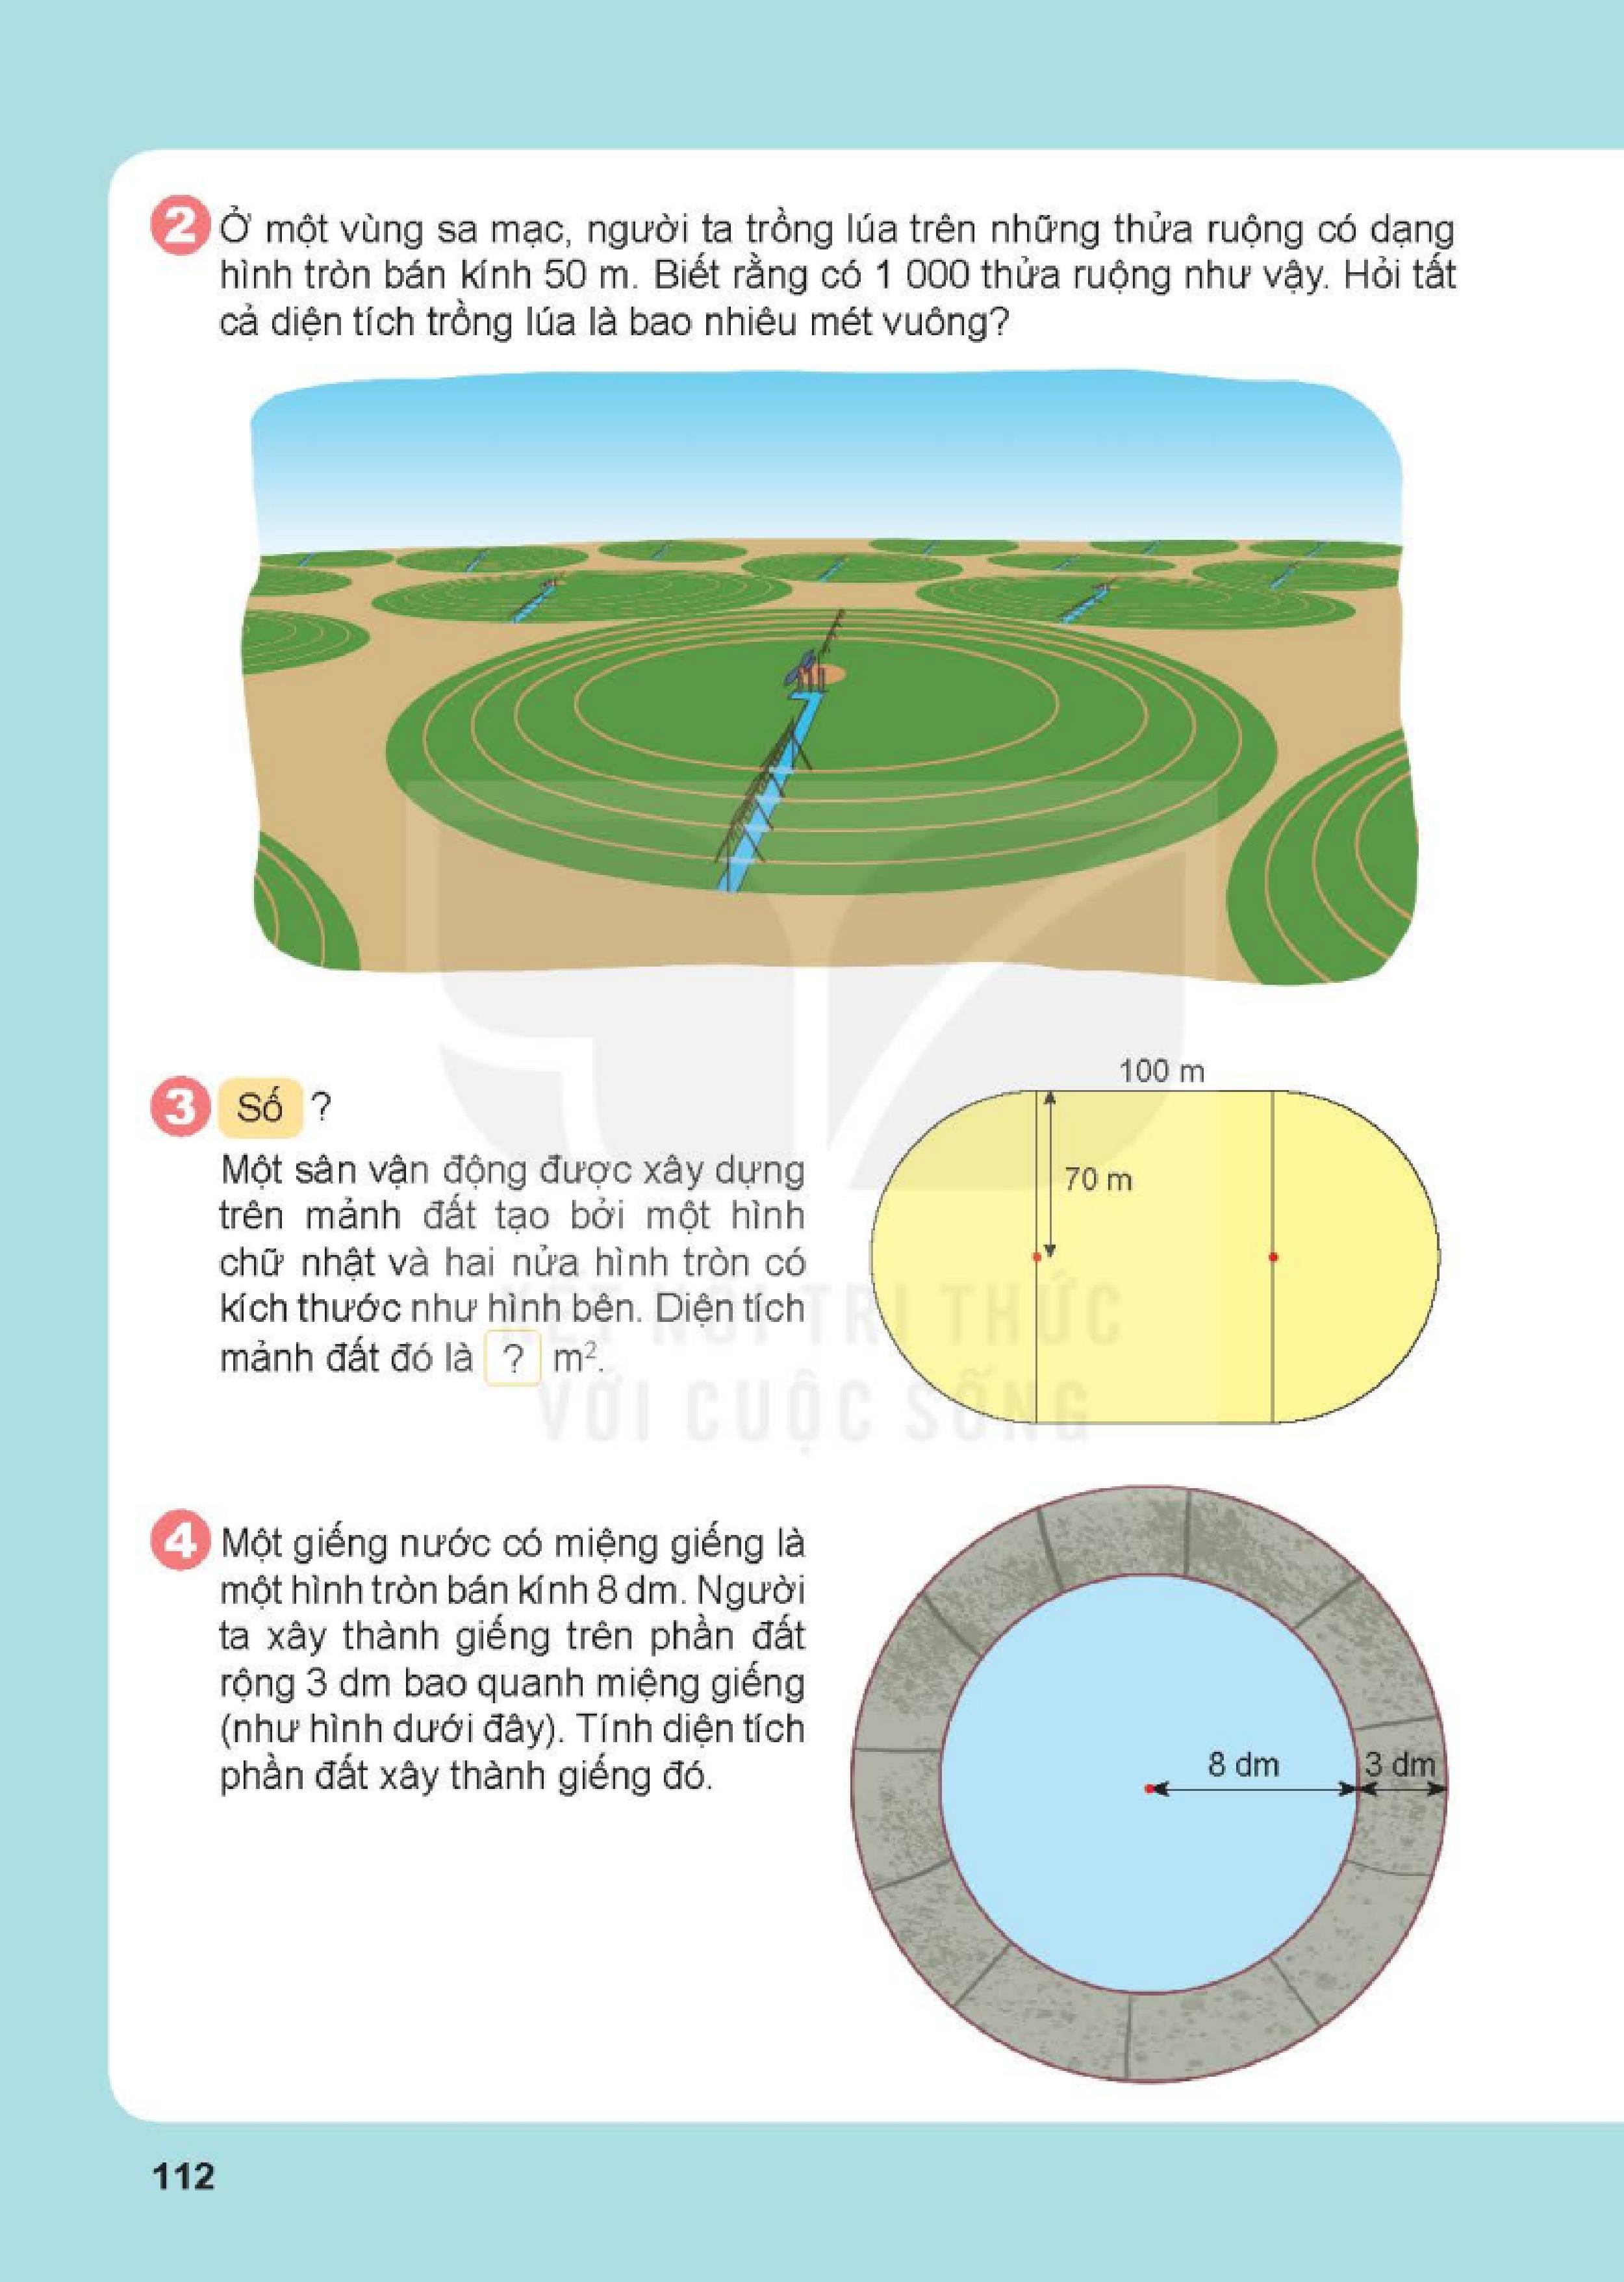 2 Ở một vùng sa mạc, người ta trồng lúa trên những thửa ruộng có dạng
hình tròn bán kính 50 m. Biết rằng có 1 000 thửa ruộng như vậy. Hỏi tất
cả diện tích trồng lúa là bao nhiêu mét vuông?
3 Số ?
Một sân vận động được xây dựng
trên mảnh đất tạo bởi một hình
chữ nhật và hai nửa hình tròn có
kích thước như hình bên. Diện tích
mảnh đất đó là ? m².
100 m
70 m
KẾT NỐI TRI THỨC
VỚI CUỘC SỐNG
4 Một giếng nước có miệng giếng là
một hình tròn bán kính 8 dm. Người
ta xây thành giếng trên phần đất
rộng 3 dm bao quanh miệng giếng
(như hình dưới đây). Tính diện tích
phần đất xây thành giếng đó.
8 dm
3 dm
112